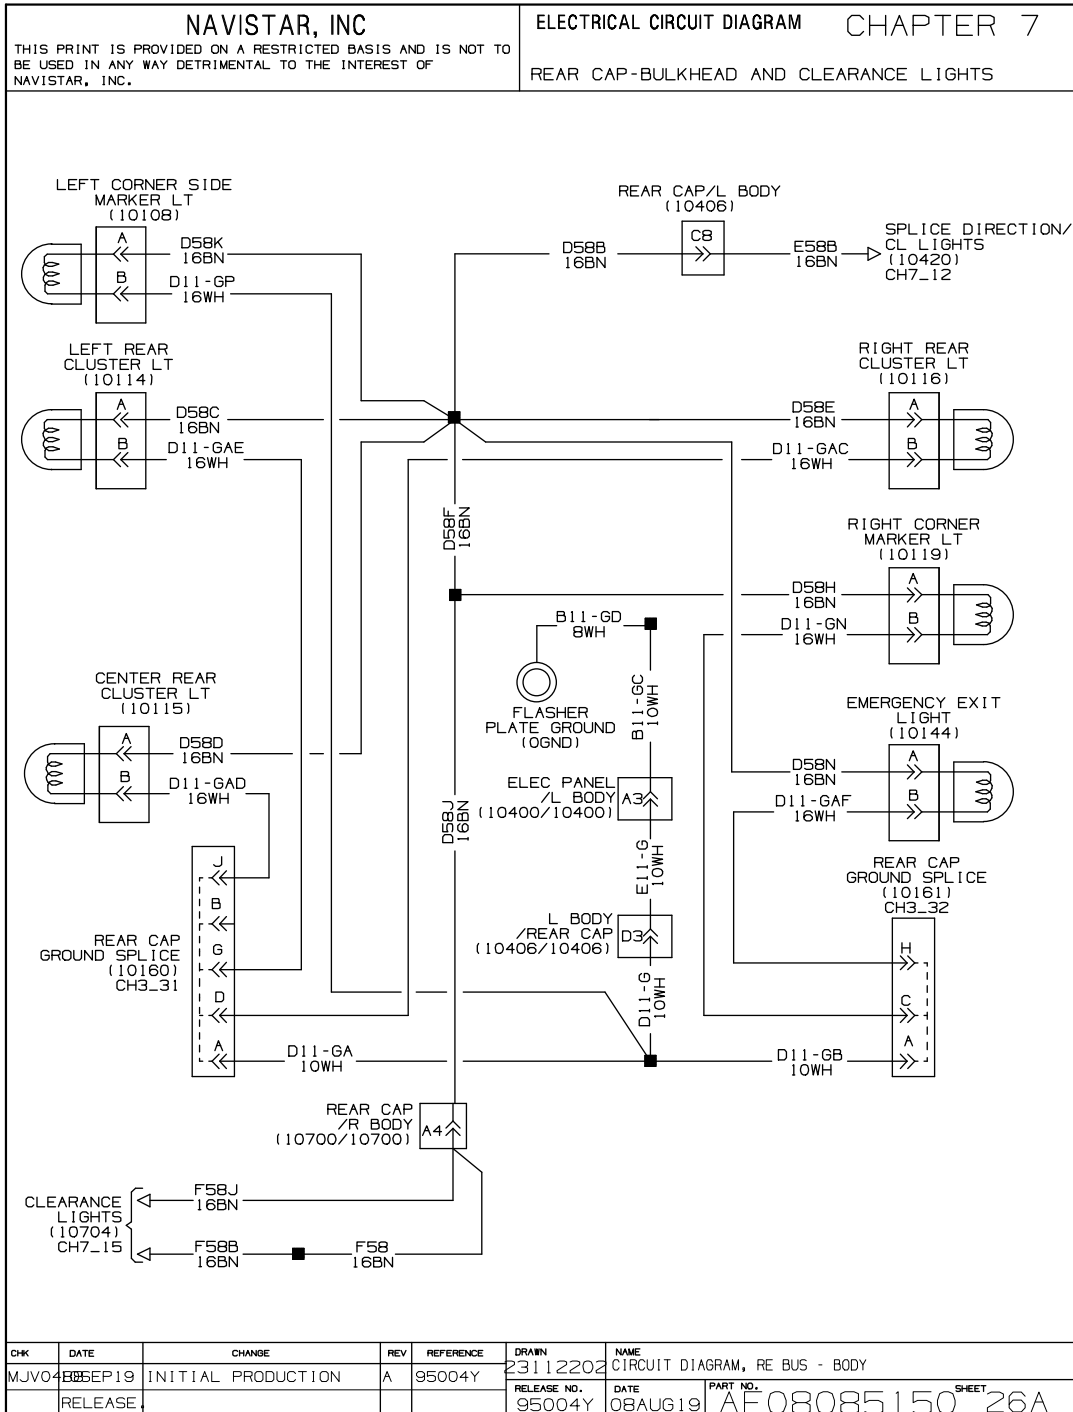 NAVISTAR, INC
THIS PRINT IS PROVIDED ON A RESTRICTED BASIS AND IS NOT TO
BE USED IN ANY WAY DETRIMENTAL TO THE INTEREST OF
NAVISTAR, INC.
ELECTRICAL CIRCUIT DIAGRAM
CHAPTER 7
REAR CAP-BULKHEAD AND CLEARANCE LIGHTS
LEFT CORNER SIDE
MARKER LT
(10108)
A
D58K
16BN
B
D11-GP
16WH
REAR CAP/L BODY
(10406)
C8
D58B
16BN
E58B
16BN
SPLICE DIRECTION/
CL LIGHTS
(10420)
CH7_12
LEFT REAR
CLUSTER LT
(10114)
A
D58C
16BN
B
D11-GAE
16WH
RIGHT REAR
CLUSTER LT
(10116)
D58E
16BN
A
D11-GAC
16WH
B
D58F
16BN
RIGHT CORNER
MARKER LT
(10119)
D58H
16BN
A
D11-GN
16WH
B
B11-GD
8WH
FLASHER
PLATE GROUND
(OGND)
B11-GC
10WH
CENTER REAR
CLUSTER LT
(10115)
A
D58D
16BN
B
D11-GAD
16WH
EMERGENCY EXIT
LIGHT
(10144)
D58N
16BN
A
D11-GAF
16WH
B
ELEC PANEL
/L BODY
(10400/10400)
A3
D58J
16BN
E11-G
10WH
L BODY
/REAR CAP
(10406/10406)
D3
D11-G
10WH
REAR CAP
GROUND SPLICE
(10160)
CH3_31
J
B
G
D
A
D11-GA
10WH
REAR CAP
GROUND SPLICE
(10161)
CH3_32
H
C
A
D11-GB
10WH
REAR CAP
/R BODY
(10700/10700)
A4
CLEARANCE
LIGHTS
(10704)
CH7_15
F58J
16BN
F58B
16BN
F58
16BN
CHK DATE CHANGE REV REFERENCE
SEP19 INITIAL PRODUCTION A 95004Y
RELEASE.
DRAWN
23112202
NAME
CIRCUIT DIAGRAM, RE BUS - BODY
RELEASE NO.
95004Y
DATE
08AUG19
PART NO.
AF08085150
SHEET
26A